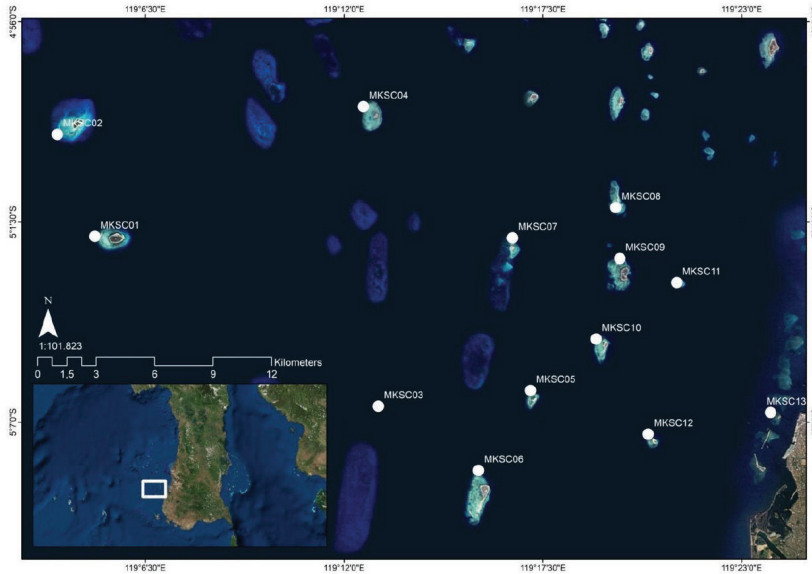 119°6'30"E
119°12'0"E
119°17'30"E
119°23'0"E
4°56'0"S
MKSC04
MKSC02
MKSC08
5°1'30"S
MKSC01
MKSC07
MKSC09
MKSC11
N
MKSC10
1:101.823
Kilometers
0 1,5 3 6 9 12
MKSC05
MKSC03
MKSC13
5°7'0"S
MKSC12
MKSC06
119°6'30"E
119°12'0"E
119°17'30"E
119°23'0"E